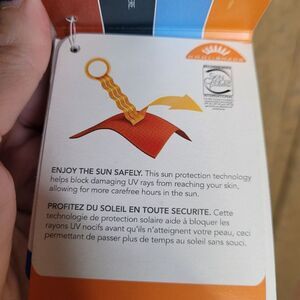 ENJOY THE SUN SAFELY. This sun protection technology
helps block damaging UV rays from reaching your skin,
allowing for more carefree hours in the sun.
PROFITEZ DU SOLEIL EN TOUTE SECURITE. Cette
technologie de protection solaire aide à bloquer les
rayons UV nocifs avant qu'ils n'atteignent votre peau, ceci
permettant de passer plus de temps au soleil sans souci.